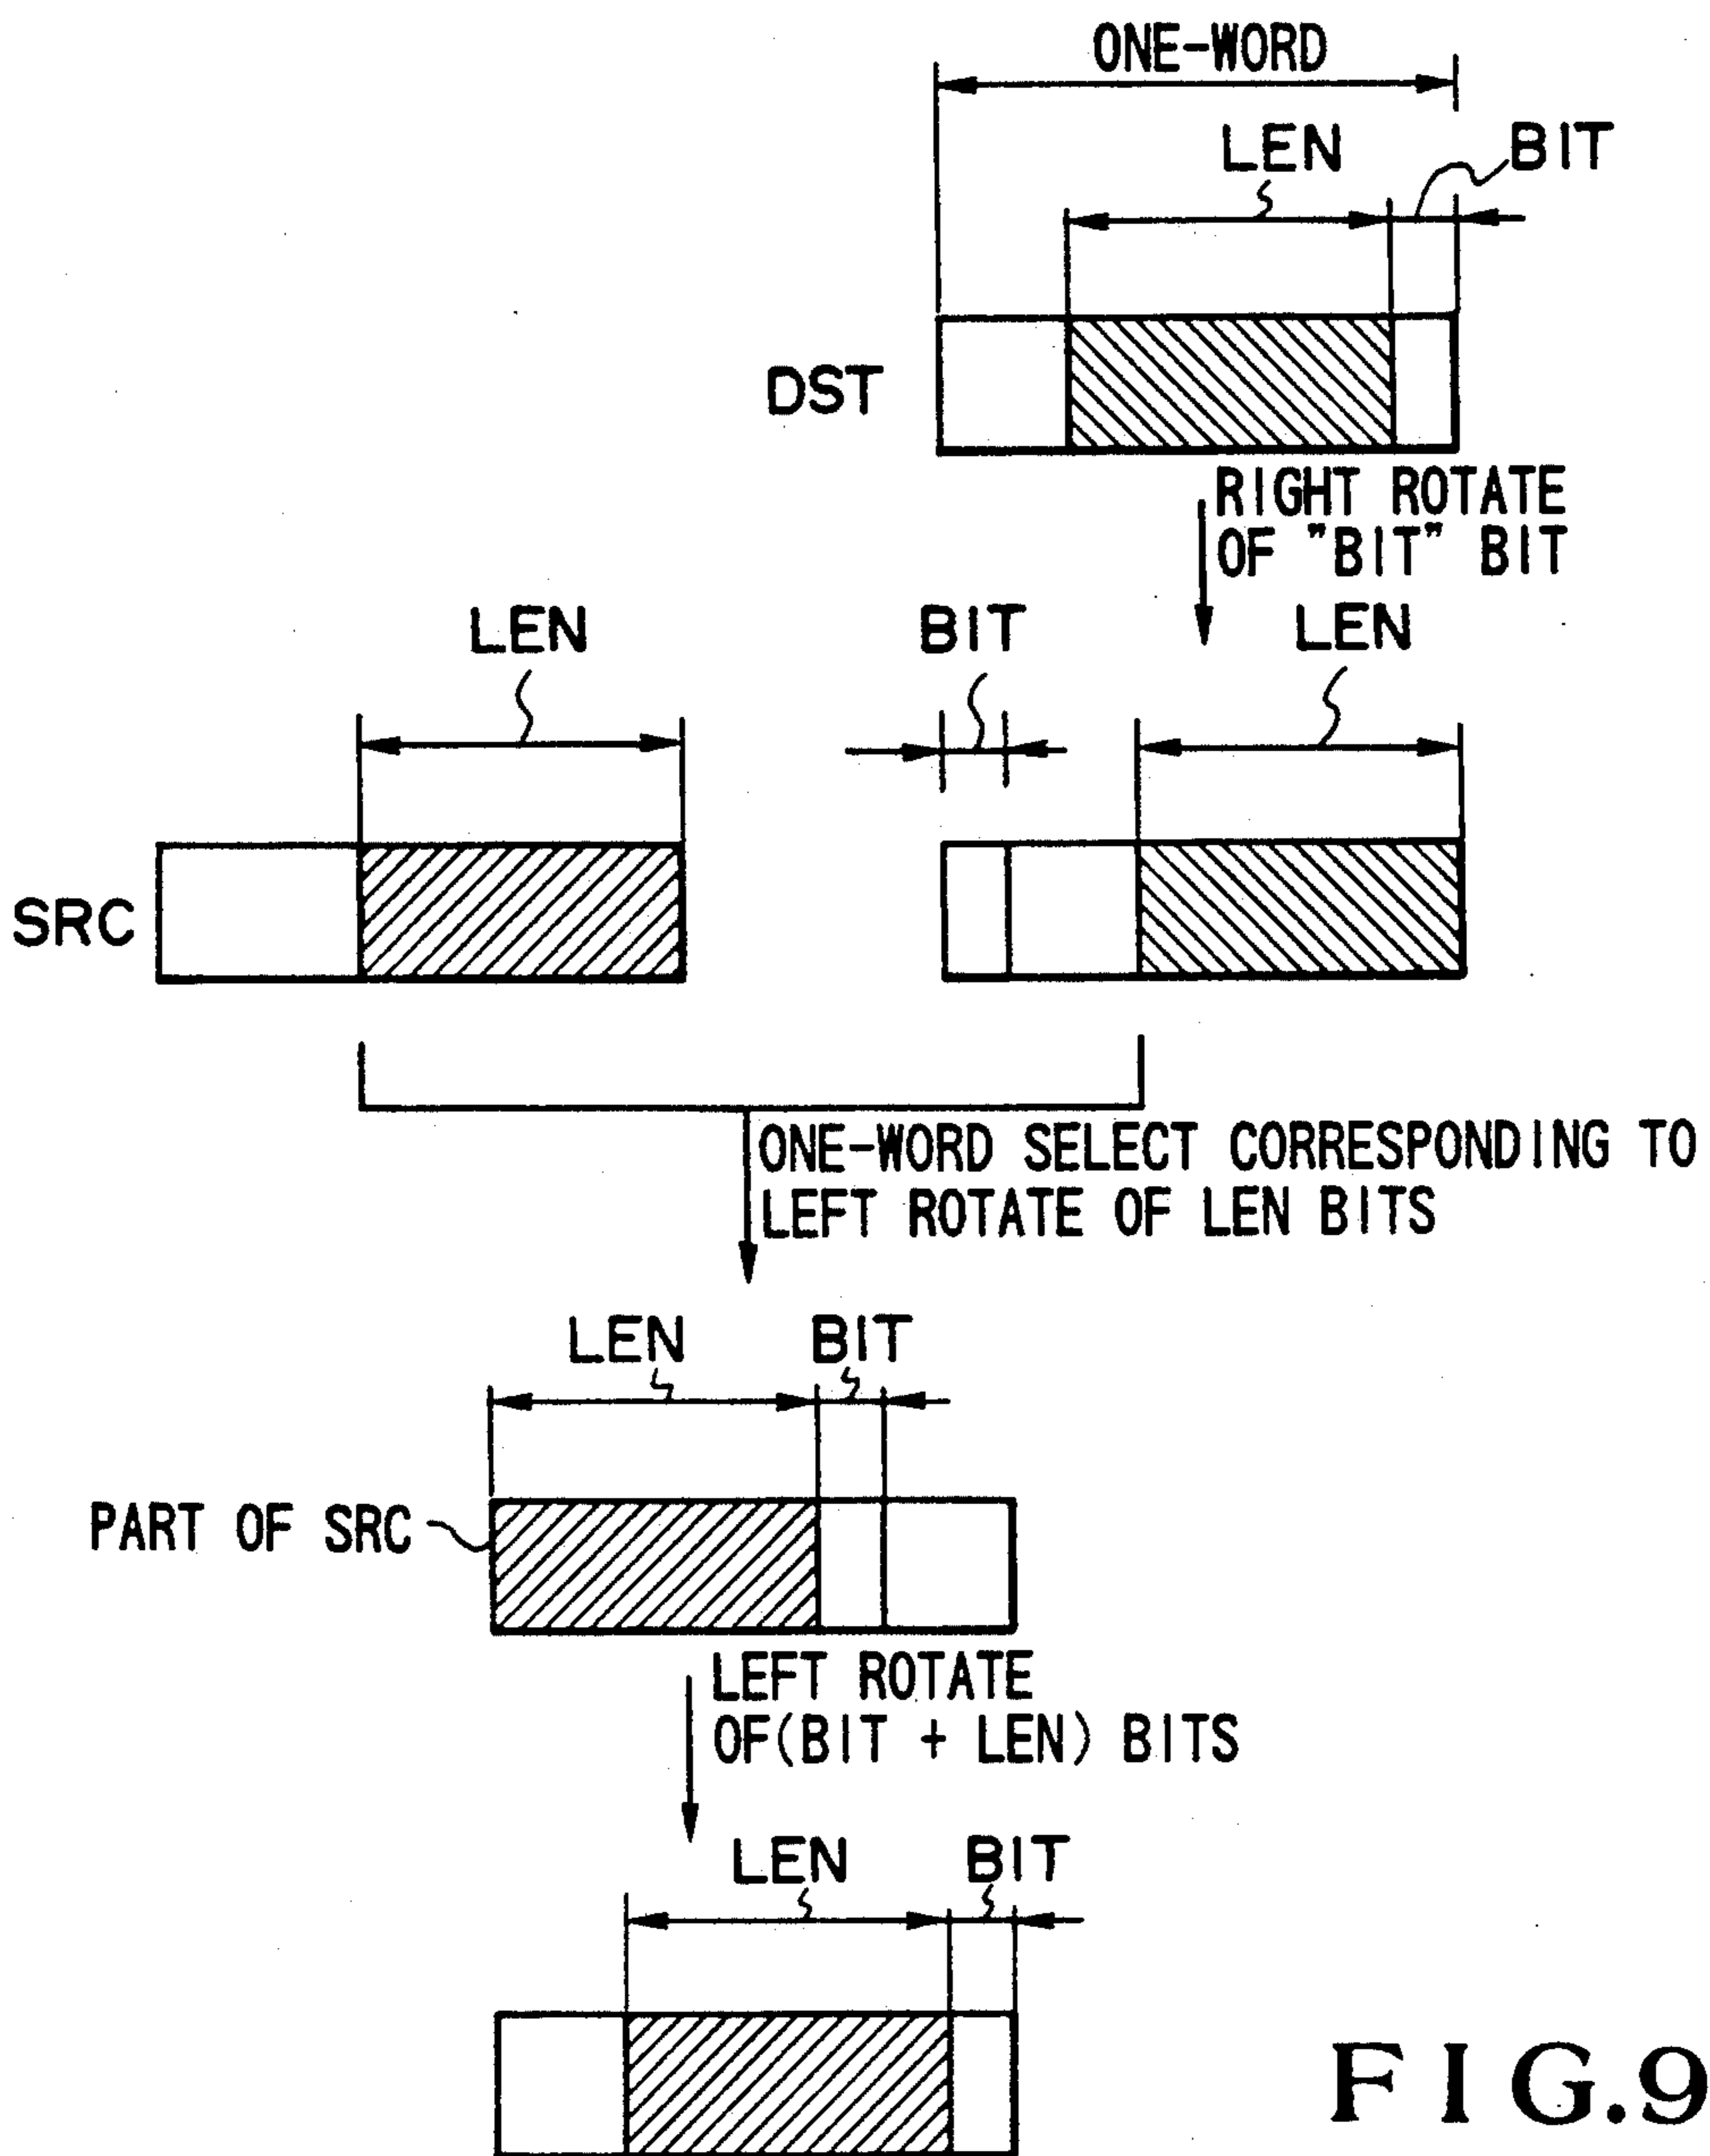 ONE-WORD
LEN
BIT
DST
RIGHT ROTATE
OF "BIT" BIT
LEN
BIT
LEN
SRC
ONE-WORD SELECT CORRESPONDING TO
LEFT ROTATE OF LEN BITS
LEN
BIT
PART OF SRC
LEFT ROTATE
OF(BIT + LEN) BITS
LEN
BIT
FIG.9